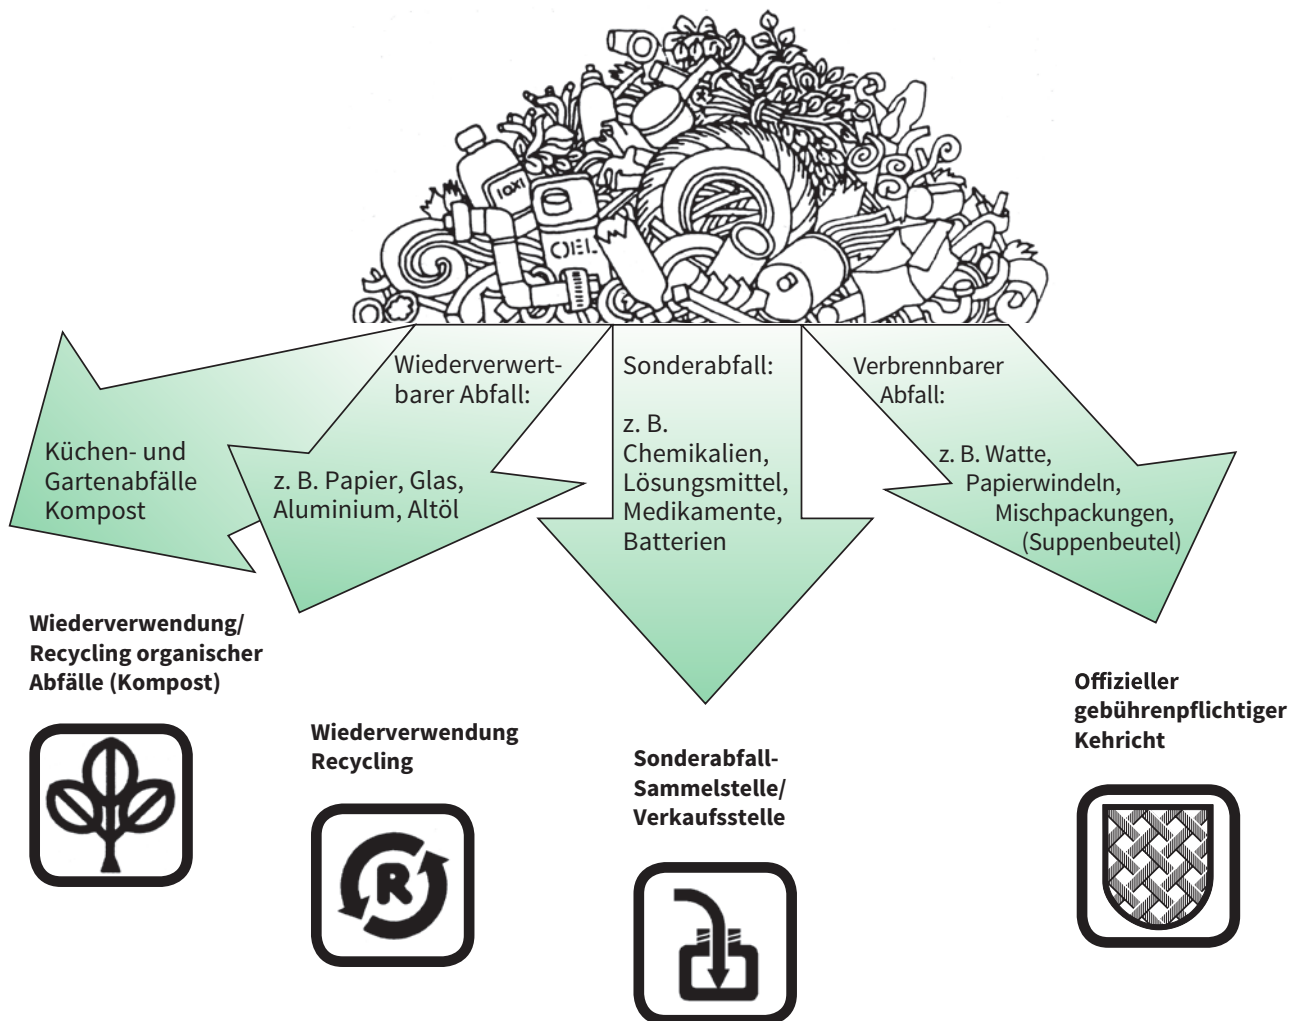 TOXI
OEL
Küchen- und
Gartenabfälle
Kompost
Wiederverwert-
barer Abfall:
z. B. Papier, Glas,
Aluminium, Altöl
Sonderabfall:
z. B.
Chemikalien,
Lösungsmittel,
Medikamente,
Batterien
Verbrennbarer
Abfall:
z. B. Watte,
Papierwindeln,
Mischpackungen,
(Suppenbeutel)
Wiederverwendung/
Recycling organischer
Abfälle (Kompost)
Wiederverwendung
Recycling
R
Sonderabfall-
Sammelstelle/
Verkaufsstelle
Offizieller
gebührenpflichtiger
Kehricht